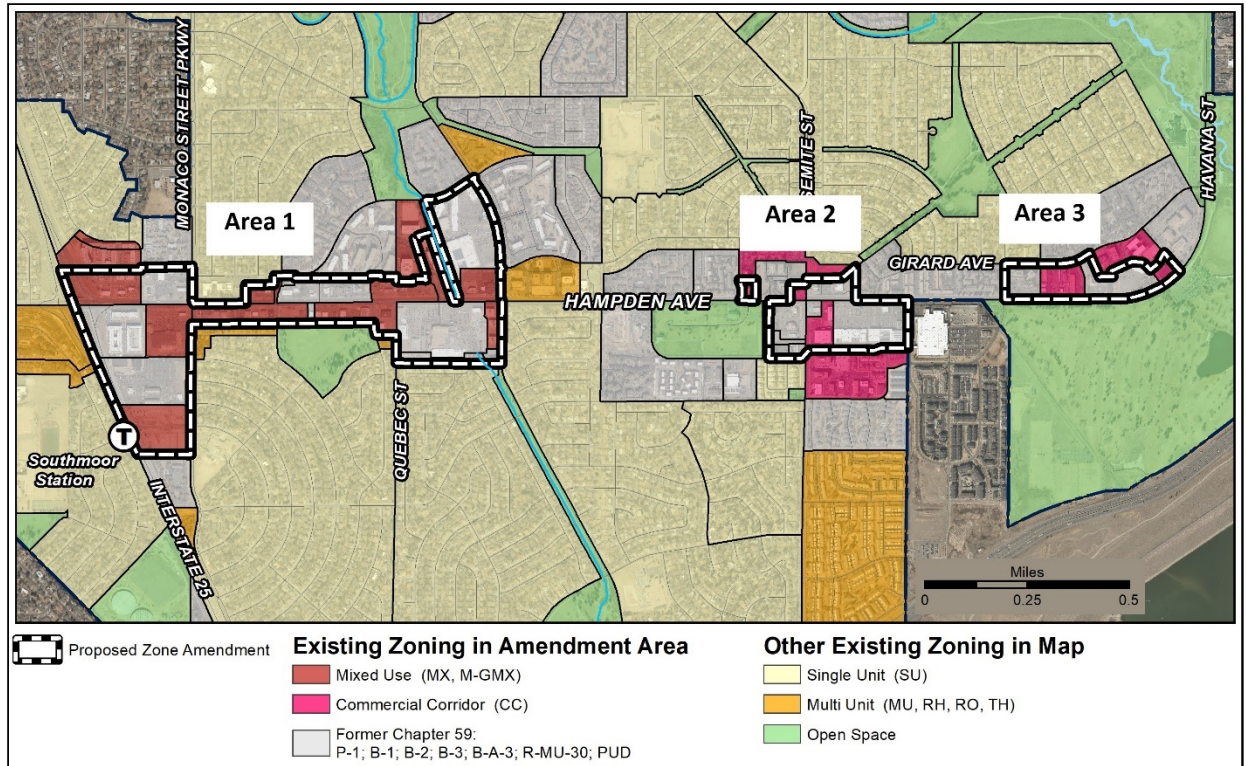 MONACO STREET PKWY
SEMITE ST
HAVANA ST
Area 1
Area 2
Area 3
GIRARD AVE
HAMPDEN AVE
QUEBEC ST
T
Southmoor
Station
INTERSTATE 25
Miles
0 0.25 0.5
Proposed Zone Amendment
Existing Zoning in Amendment Area
Mixed Use (MX, M-GMX)
Commercial Corridor (CC)
Former Chapter 59:
P-1; B-1; B-2; B-3; B-A-3; R-MU-30; PUD
Other Existing Zoning in Map
Single Unit (SU)
Multi Unit (MU, RH, RO, TH)
Open Space